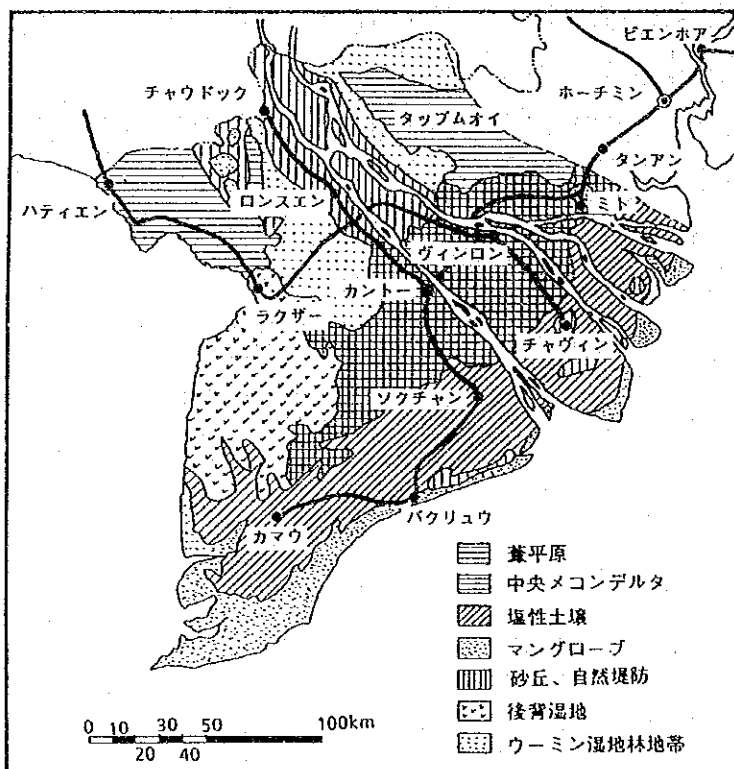 ビエンホア
チャウドック
ホーチミン
タップムオイ
タンアン
ハティエン
ロンスエン
ミトー
ヴィンロン
カントー
ラクザー
チャヴィン
ソクチャン
バクリュウ
カマウ
葦平原
中央メコンデルタ
塩性土壌
マングローブ
砂丘、自然堤防
後背湿地
ウーミン湿地林地帯
0 10 30 50 100km
20 40